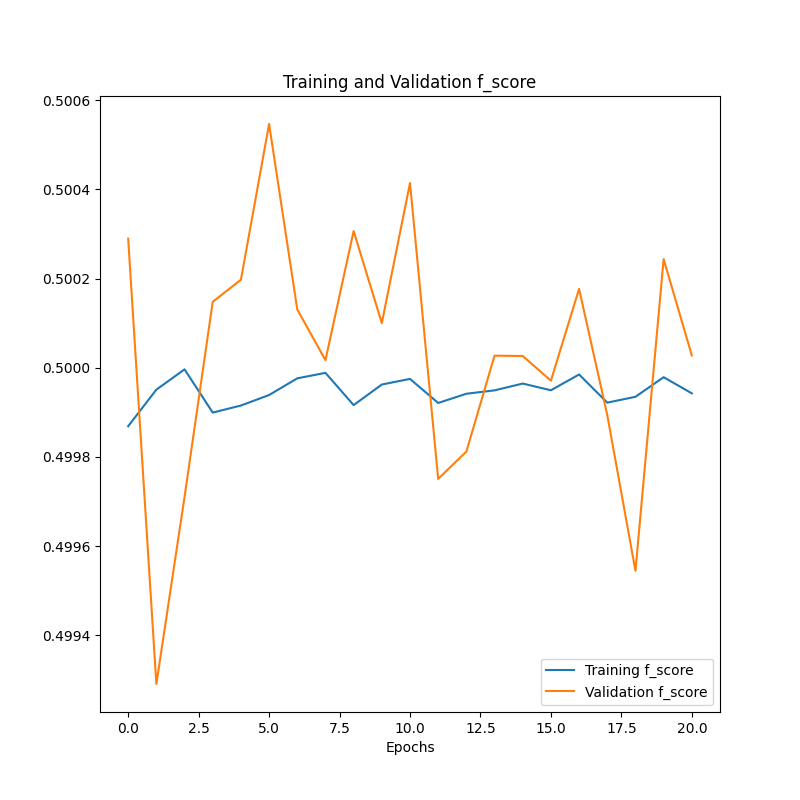 Training and Validation f_score
0.5006
0.5004
0.5002
0.5000
0.4998
0.4996
0.4994
Training f_score
Validation f_score
0.0 2.5 5.0 7.5 10.0 12.5 15.0 17.5 20.0
Epochs